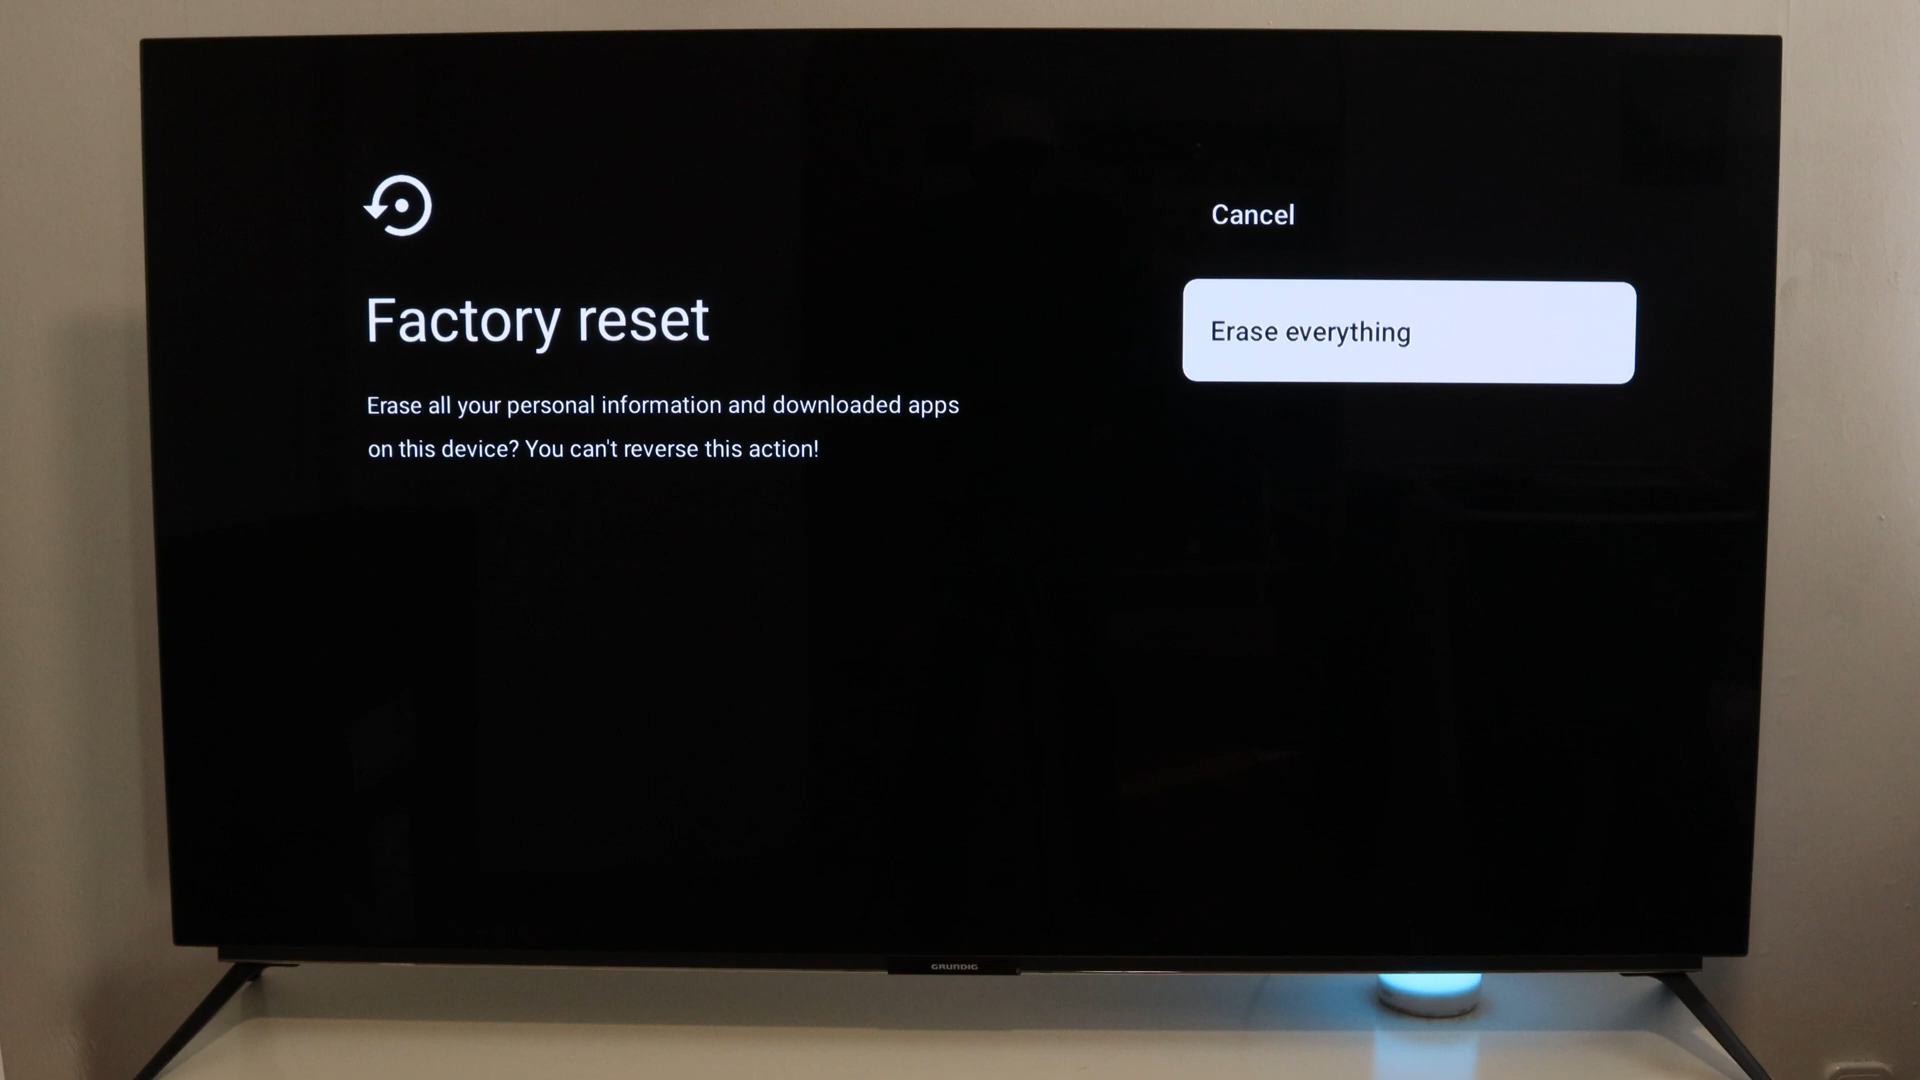 Factory reset
Erase all your personal information and downloaded apps
on this device? You can't reverse this action!
Cancel
Erase everything
GRUNDIG